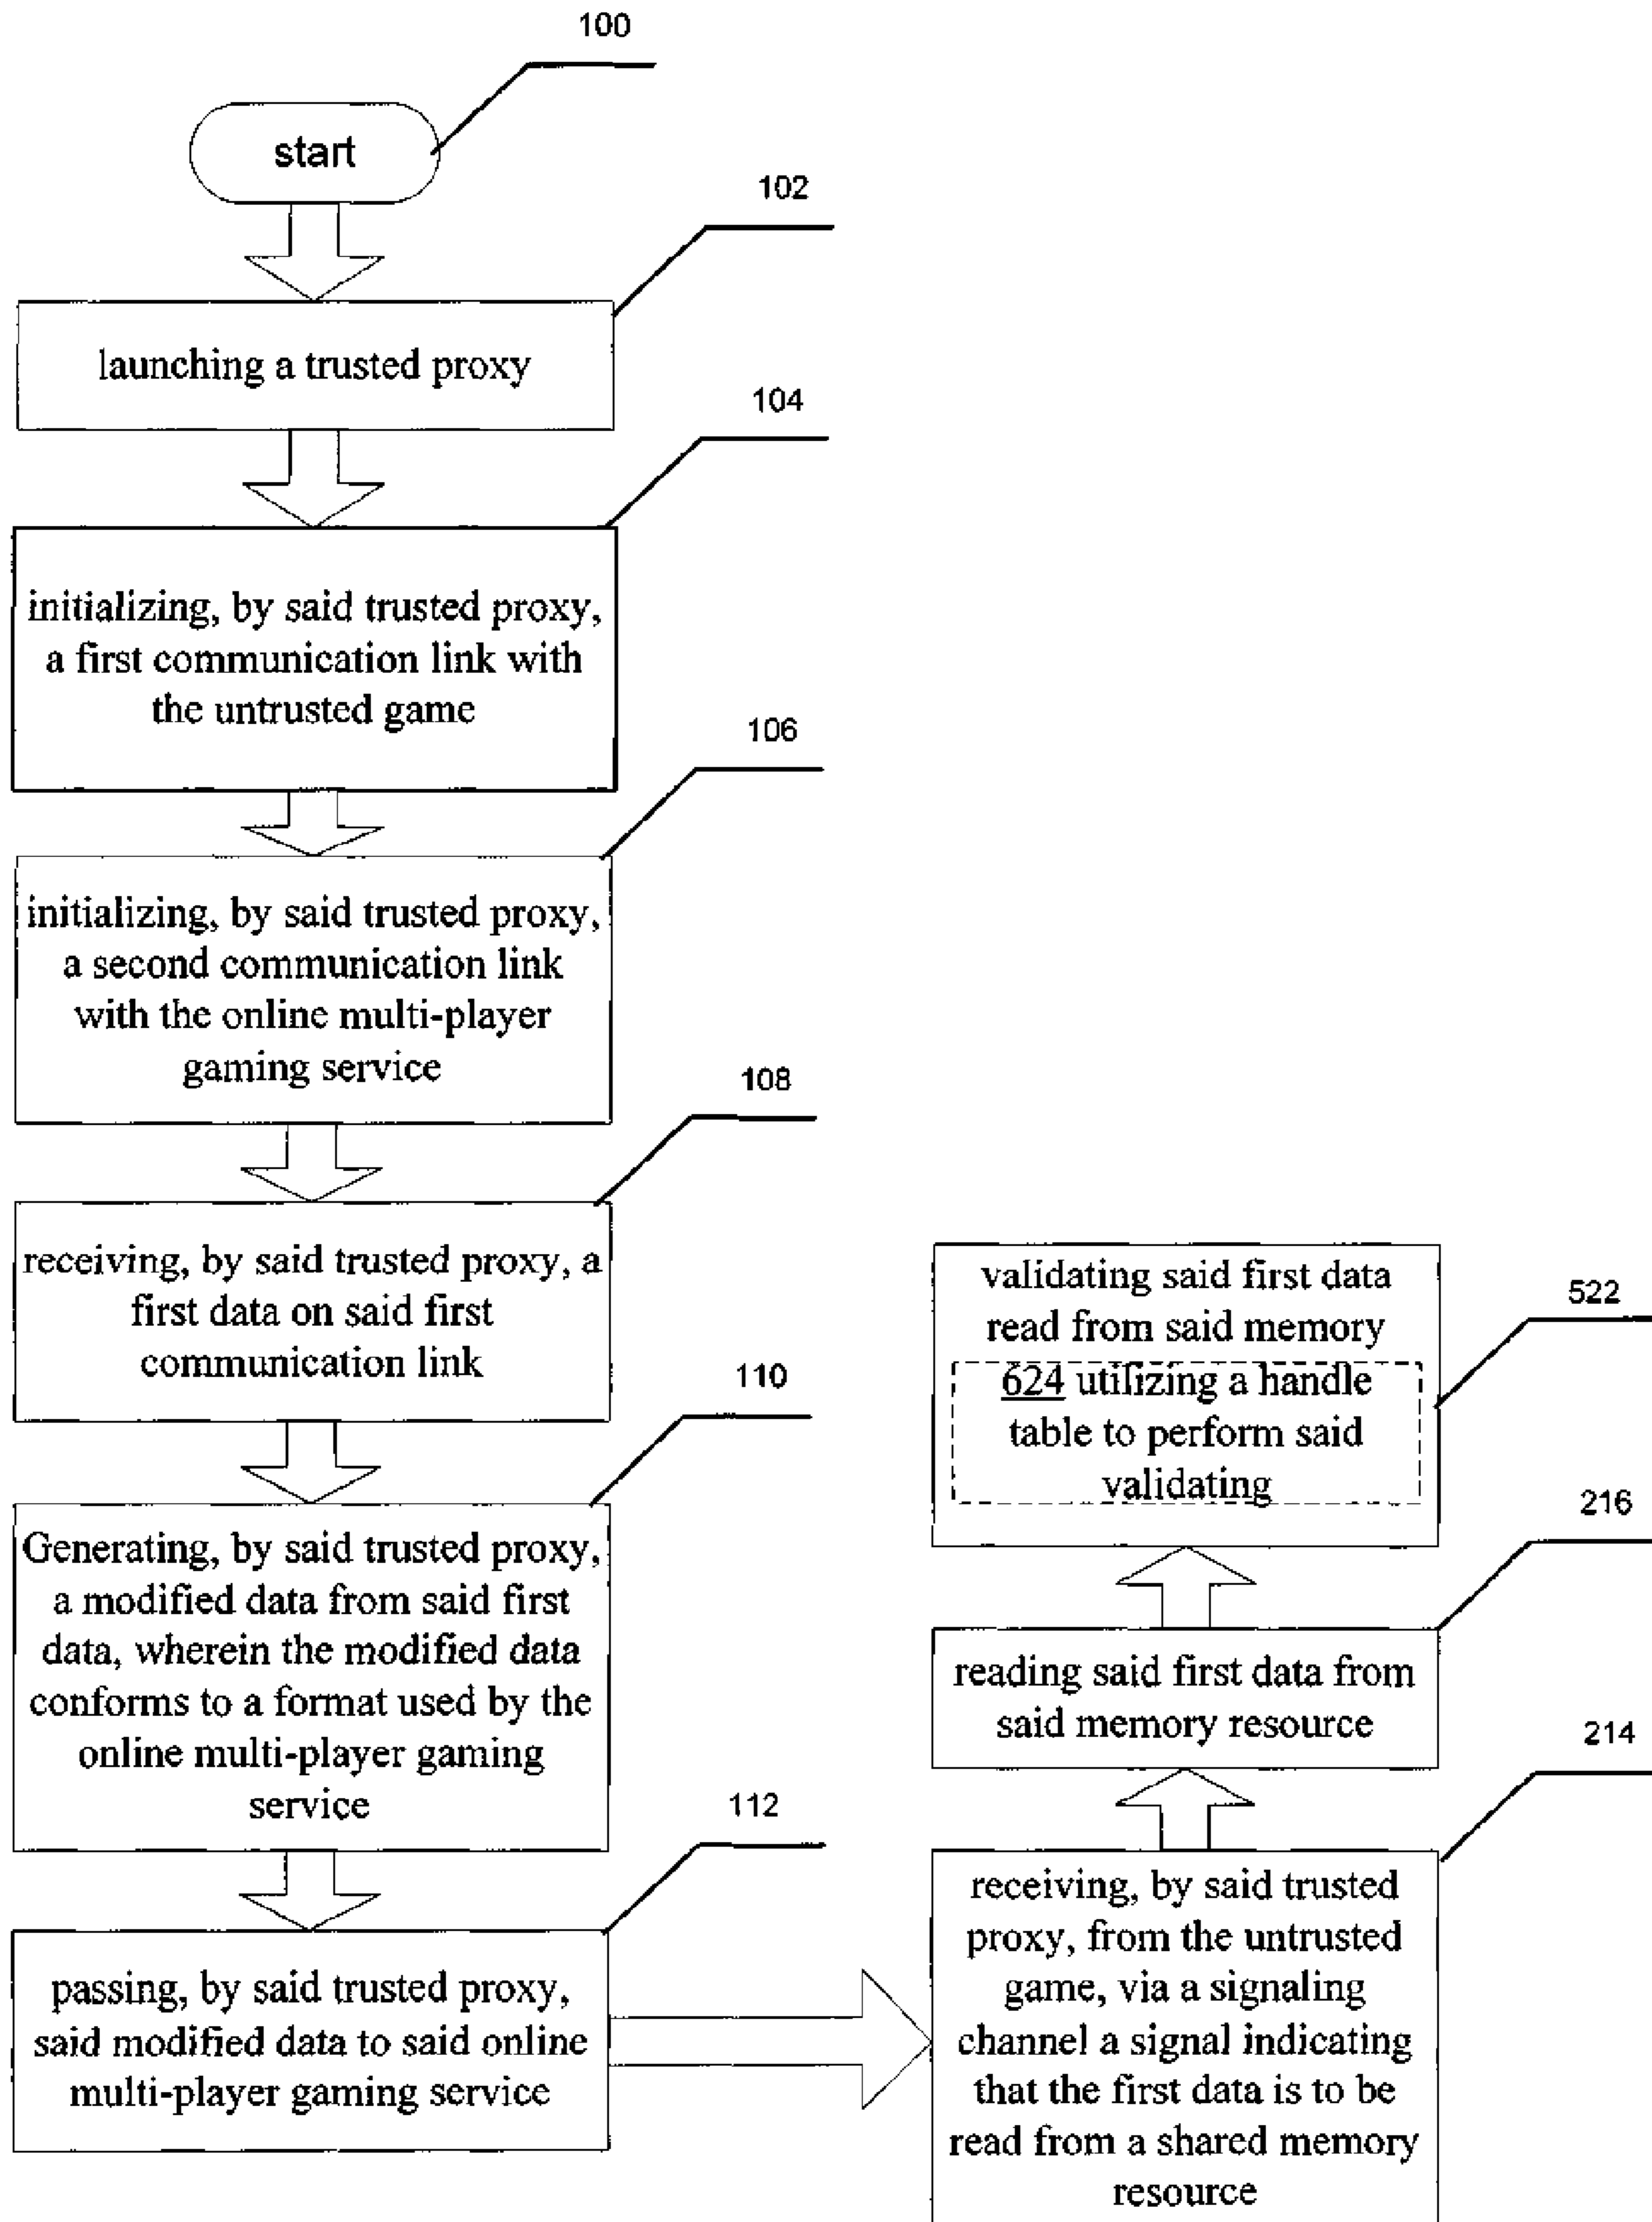 100
start
102
launching a trusted proxy
104
initializing, by said trusted proxy,
a first communication link with
the untrusted game
106
initializing, by said trusted proxy,
a second communication link
with the online multi-player
gaming service
108
receiving, by said trusted proxy, a
first data on said first
communication link
110
Generating, by said trusted proxy,
a modified data from said first
data, wherein the modified data
conforms to a format used by the
online multi-player gaming
service
112
passing, by said trusted proxy,
said modified data to said online
multi-player gaming service
validating said first data
read from said memory
624 utilizing a handle
table to perform said
validating
522
216
reading said first data from
said memory resource
214
receiving, by said trusted
proxy, from the untrusted
game, via a signaling
channel a signal indicating
that the first data is to be
read from a shared memory
resource